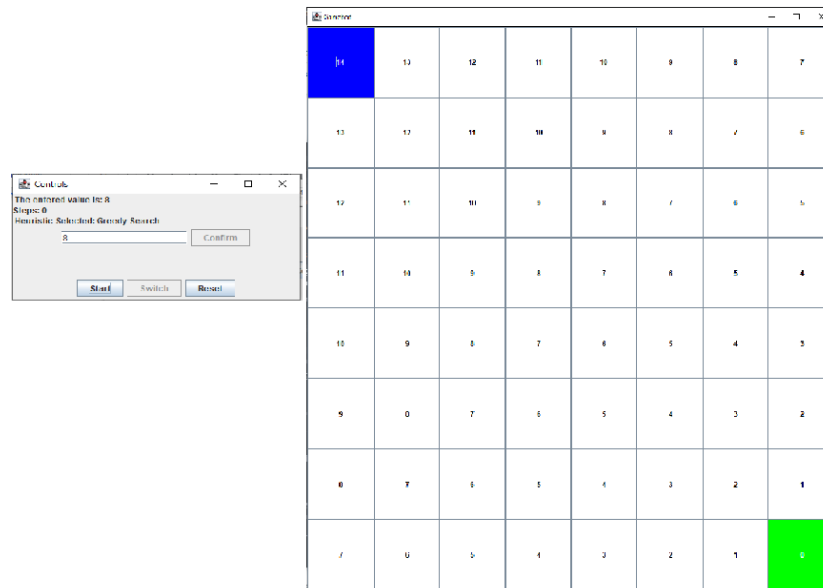 Controls
The entered value is: 8
Steps: 0
Heuristic Selected: Greedy Search
8 Confirm
Start Switch Reset
14 13 12 11 10 9 8 7
13 12 11 10 9 8 7 6
12 11 10 9 8 7 6 5
11 10 9 8 7 6 5 4
10 9 8 7 6 5 4 3
9 8 7 6 5 4 3 2
8 7 6 5 4 3 2 1
7 6 5 4 3 2 1 0